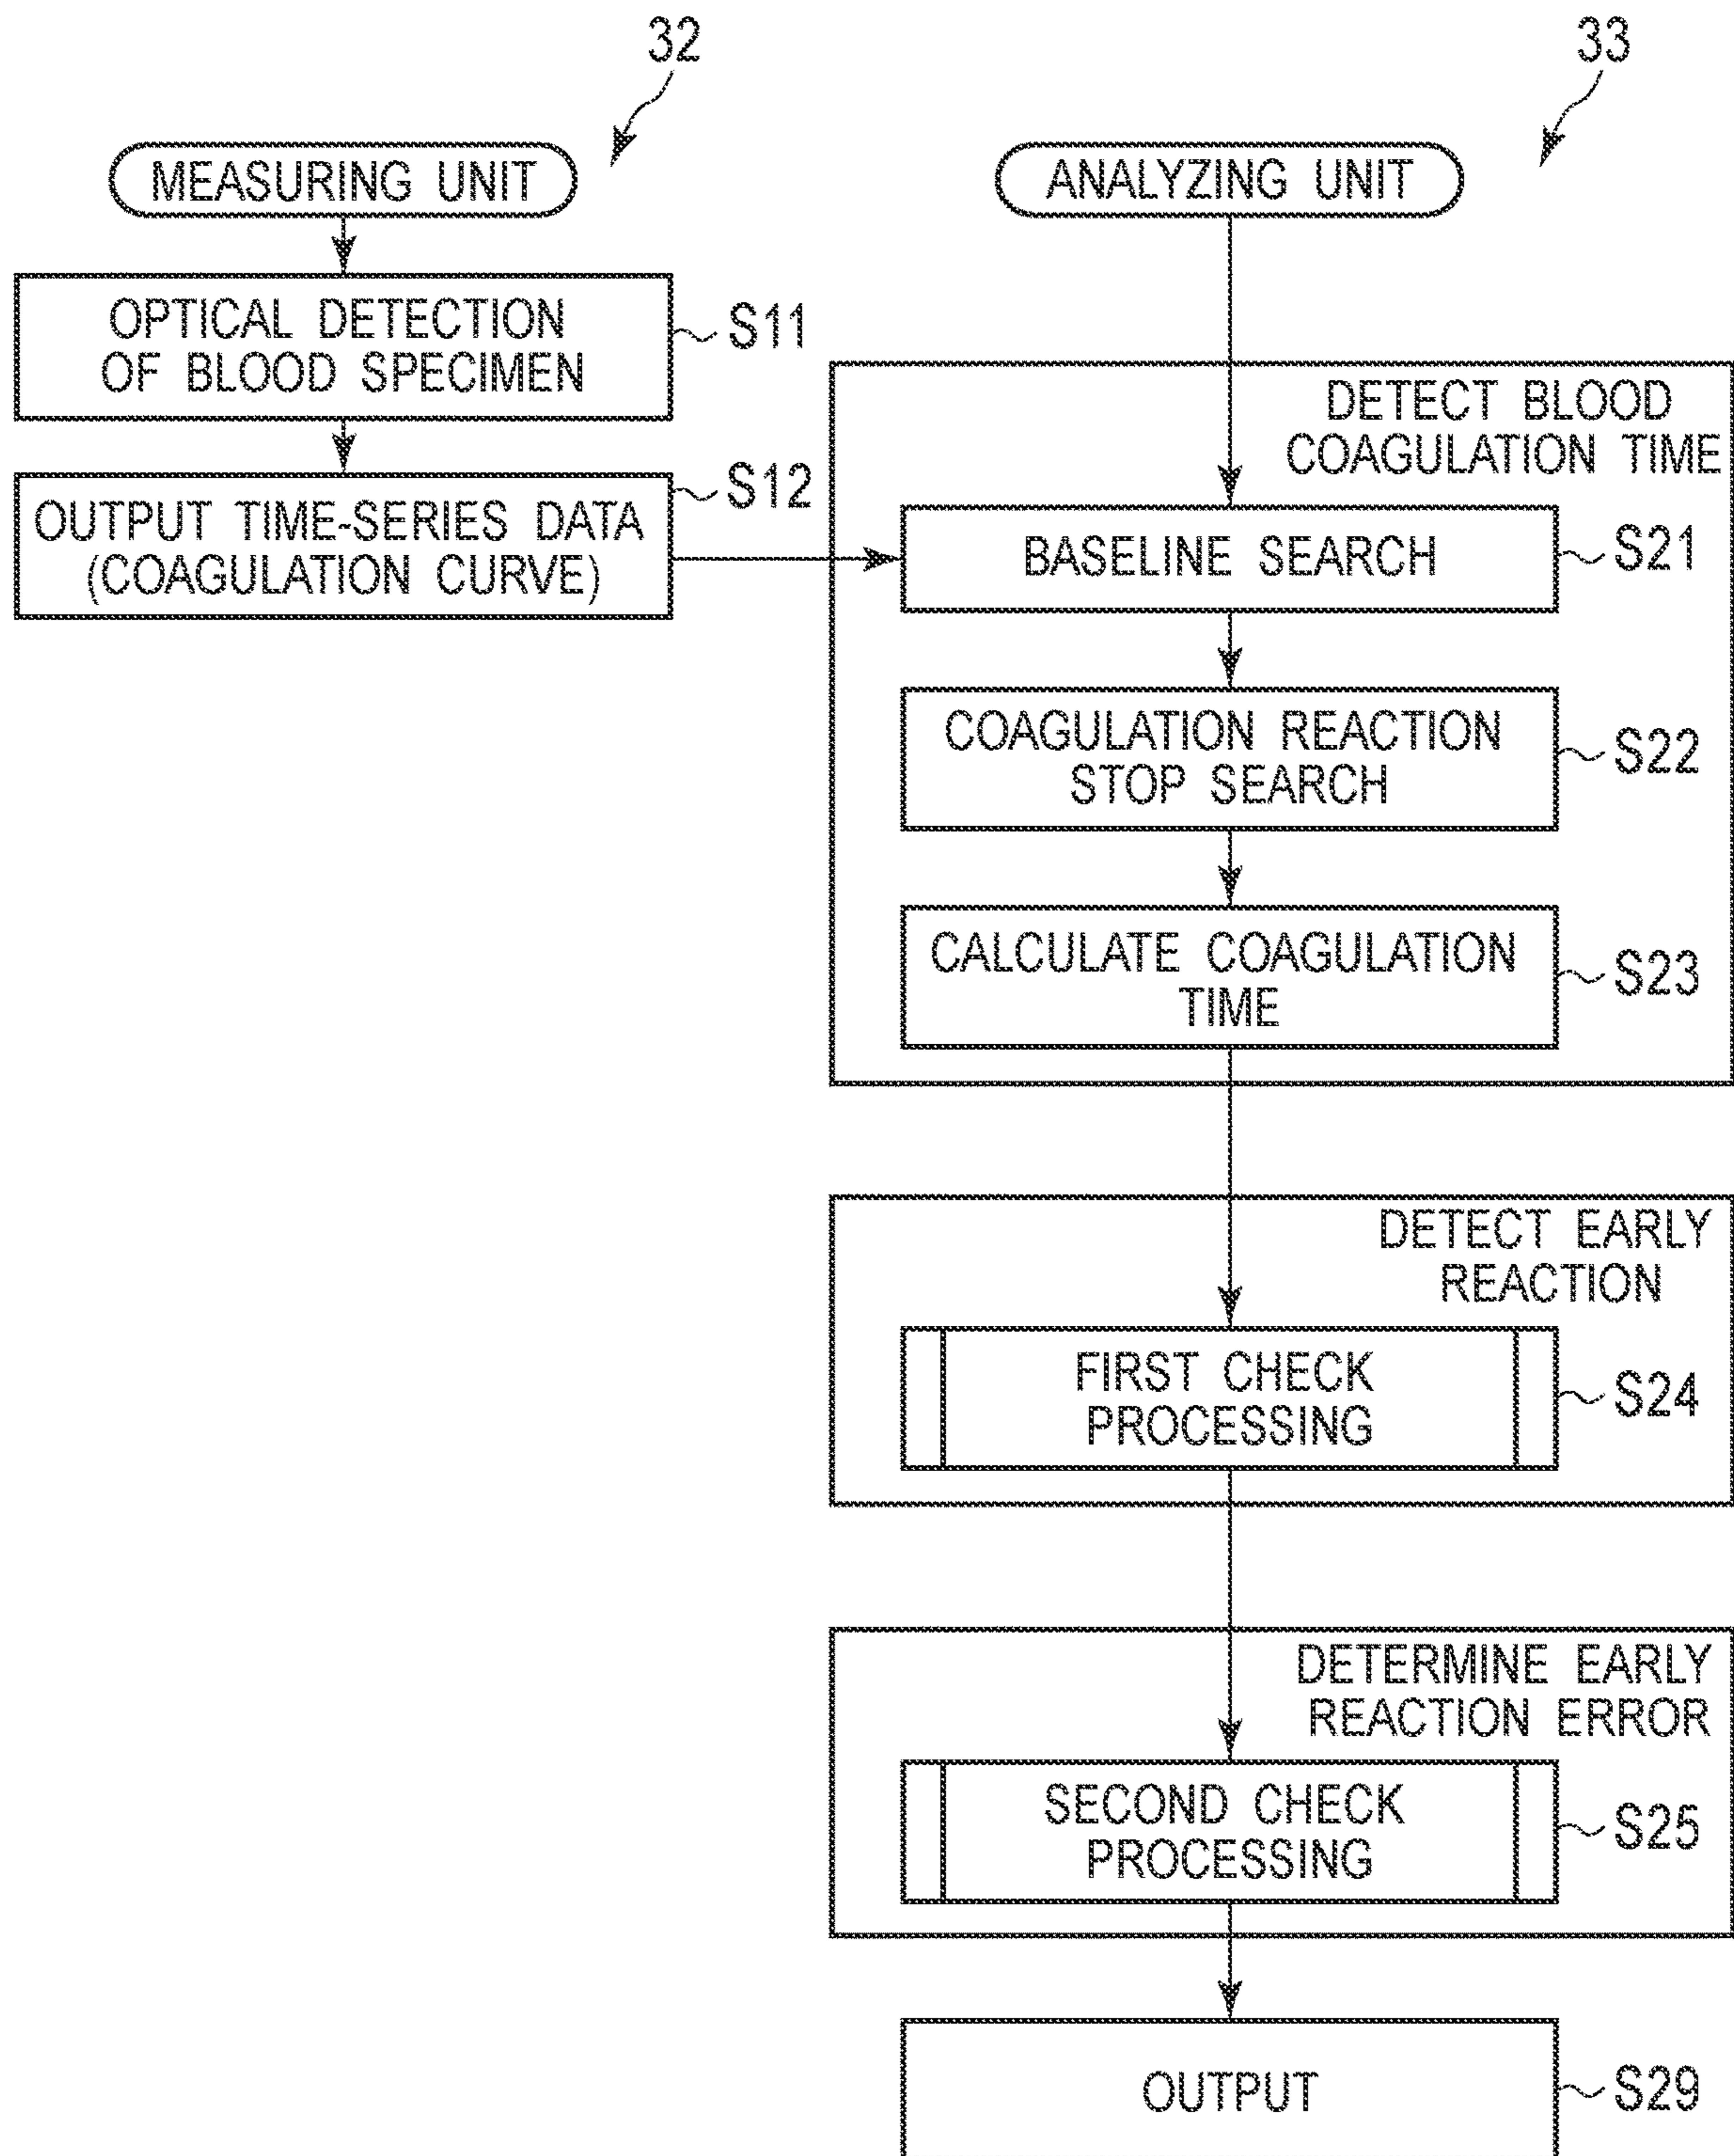 32
MEASURING UNIT
OPTICAL DETECTION
OF BLOOD SPECIMEN
S11
OUTPUT TIME-SERIES DATA
(COAGULATION CURVE)
S12
33
ANALYZING UNIT
DETECT BLOOD
COAGULATION TIME
BASELINE SEARCH
S21
COAGULATION REACTION
STOP SEARCH
S22
CALCULATE COAGULATION
TIME
S23
DETECT EARLY
REACTION
FIRST CHECK
PROCESSING
S24
DETERMINE EARLY
REACTION ERROR
SECOND CHECK
PROCESSING
S25
OUTPUT
S29